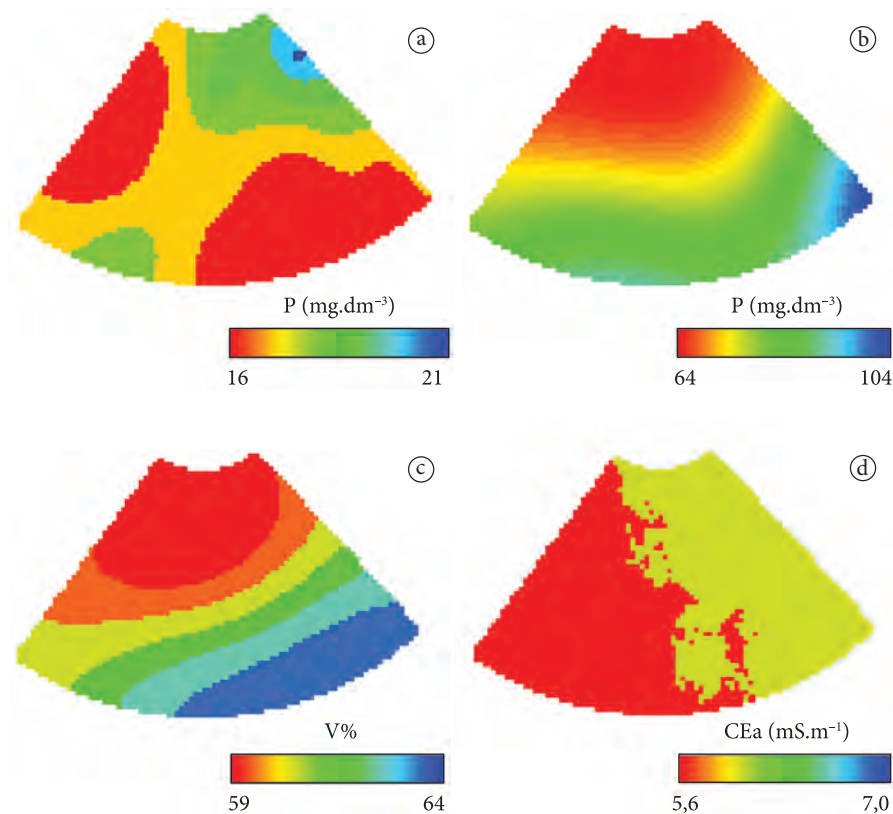 a
b
P (mg.dm⁻³)
16 21
P (mg.dm⁻³)
64 104
c
d
V%
59 64
CEa (mS.m⁻¹)
5,6 7,0